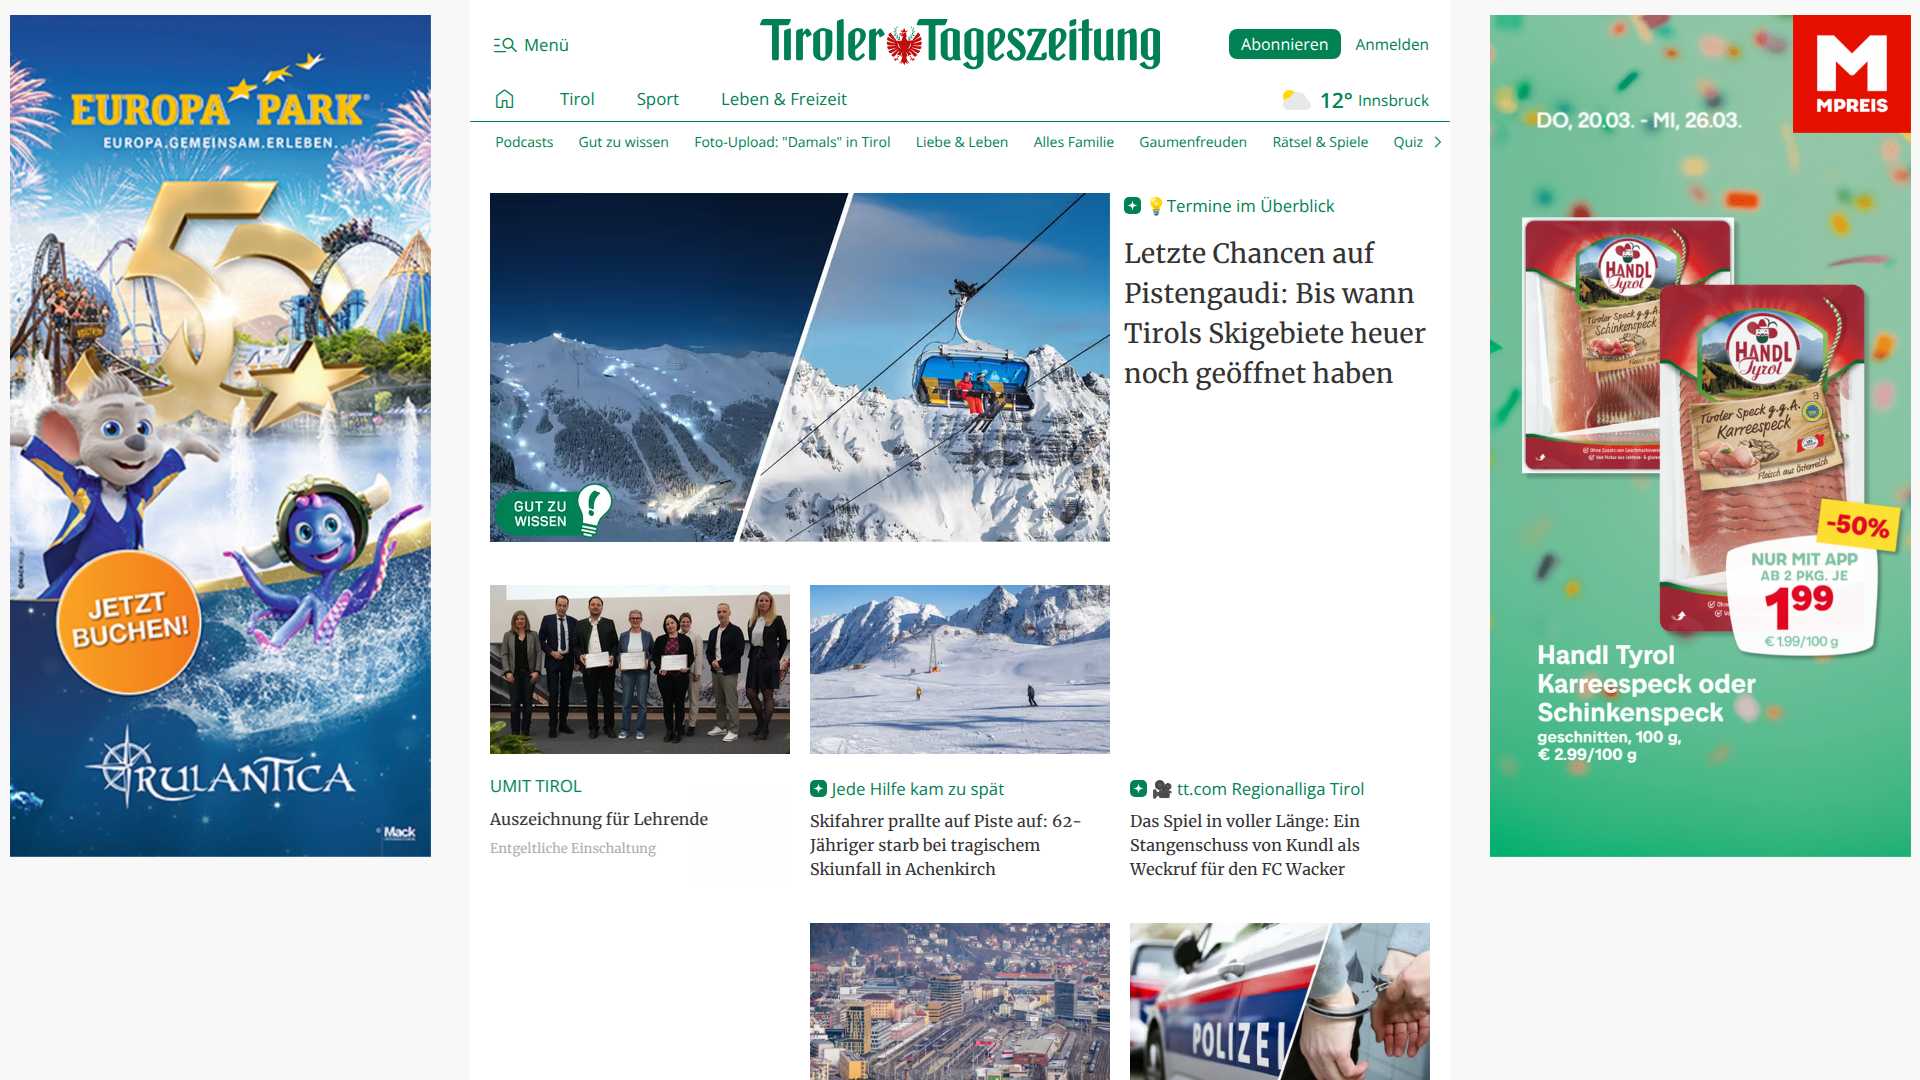 EUROPA PARK
EUROPA.GEMEINSAM.ERLEBEN.
JETZT
BUCHEN!
RULANTICA
Mack
Menü
Tiroler Tageszeitung
Abonnieren
Anmelden
Tirol
Sport
Leben & Freizeit
12° Innsbruck
Podcasts
Gut zu wissen
Foto-Upload: "Damals" in Tirol
Liebe & Leben
Alles Familie
Gaumenfreuden
Rätsel & Spiele
Quiz
GUT ZU
WISSEN
Termine im Überblick
Letzte Chancen auf
Pistengaudi: Bis wann
Tirols Skigebiete heuer
noch geöffnet haben
UMIT TIROL
Auszeichnung für Lehrende
Entgeltliche Einschaltung
Jede Hilfe kam zu spät
Skifahrer prallte auf Piste auf: 62-
Jähriger starb bei tragischem
Skiunfall in Achenkirch
tt.com Regionalliga Tirol
Das Spiel in voller Länge: Ein
Stangenschuss von Kundl als
Weckruf für den FC Wacker
POLIZEI
MPREIS
DO, 20.03. - MI, 26.03.
HANDL
Tyrol
Tiroler Speck g.g.A.
Schinkenspeck
HANDL
Tyrol
Tiroler Speck g.g.A.
Karreespeck
Fleisch aus Österreich
-50%
NUR MIT APP
AB 2 PKG. JE
199
€ 1.99/100 g
Handl Tyrol
Karreespeck oder
Schinkenspeck
geschnitten, 100 g,
€ 2.99/100 g